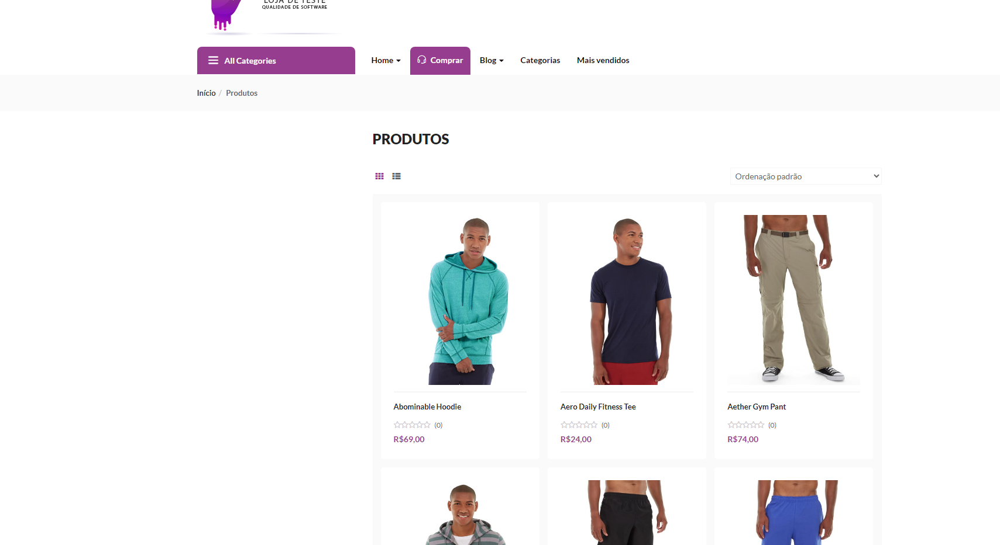 LOJA DE TESTE
QUALIDADE DE SOFTWARE
All Categories
Home
Comprar
Blog
Categorias
Mais vendidos
Início / Produtos
PRODUTOS
Ordenação padrão
Abominable Hoodie
(0)
R$69,00
Aero Daily Fitness Tee
(0)
R$24,00
Aether Gym Pant
(0)
R$74,00